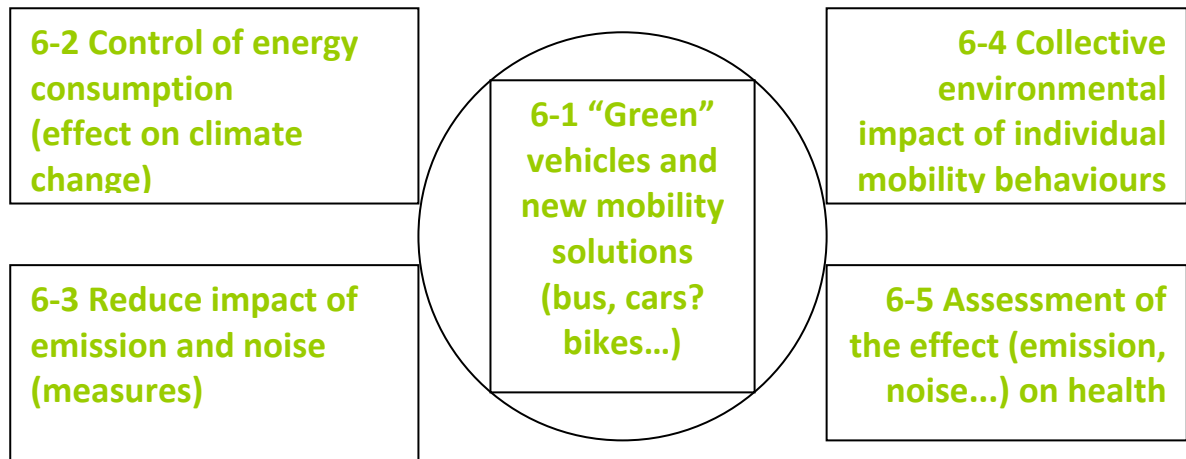 6-2 Control of energy
consumption
(effect on climate
change)
6-3 Reduce impact of
emission and noise
(measures)
6-1 “Green”
vehicles and
new mobility
solutions
(bus, cars?
bikes…)
6-4 Collective
environmental
impact of individual
mobility behaviours
6-5 Assessment of
the effect (emission,
noise...) on health